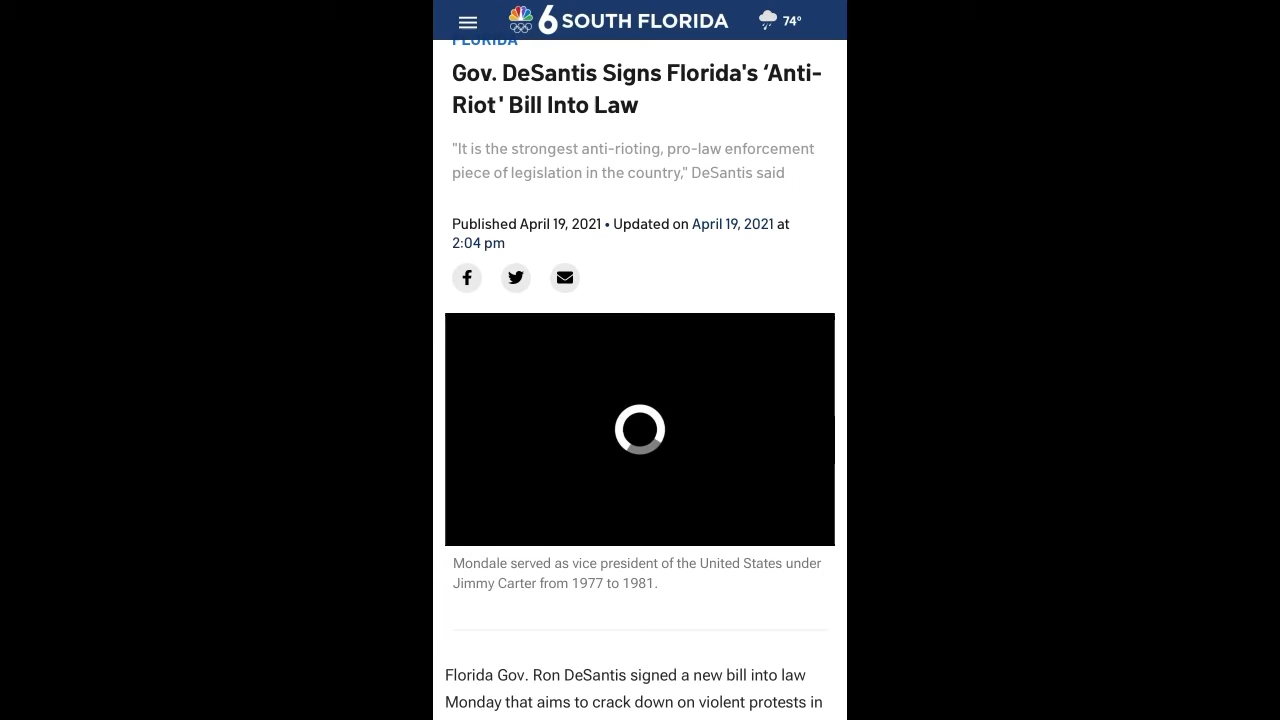 6 SOUTH FLORIDA 74°
FLORIDA
Gov. DeSantis Signs Florida's ‘Anti-
Riot' Bill Into Law
"It is the strongest anti-rioting, pro-law enforcement
piece of legislation in the country," DeSantis said
Published April 19, 2021 • Updated on April 19, 2021 at
2:04 pm
Mondale served as vice president of the United States under
Jimmy Carter from 1977 to 1981.
Florida Gov. Ron DeSantis signed a new bill into law
Monday that aims to crack down on violent protests in